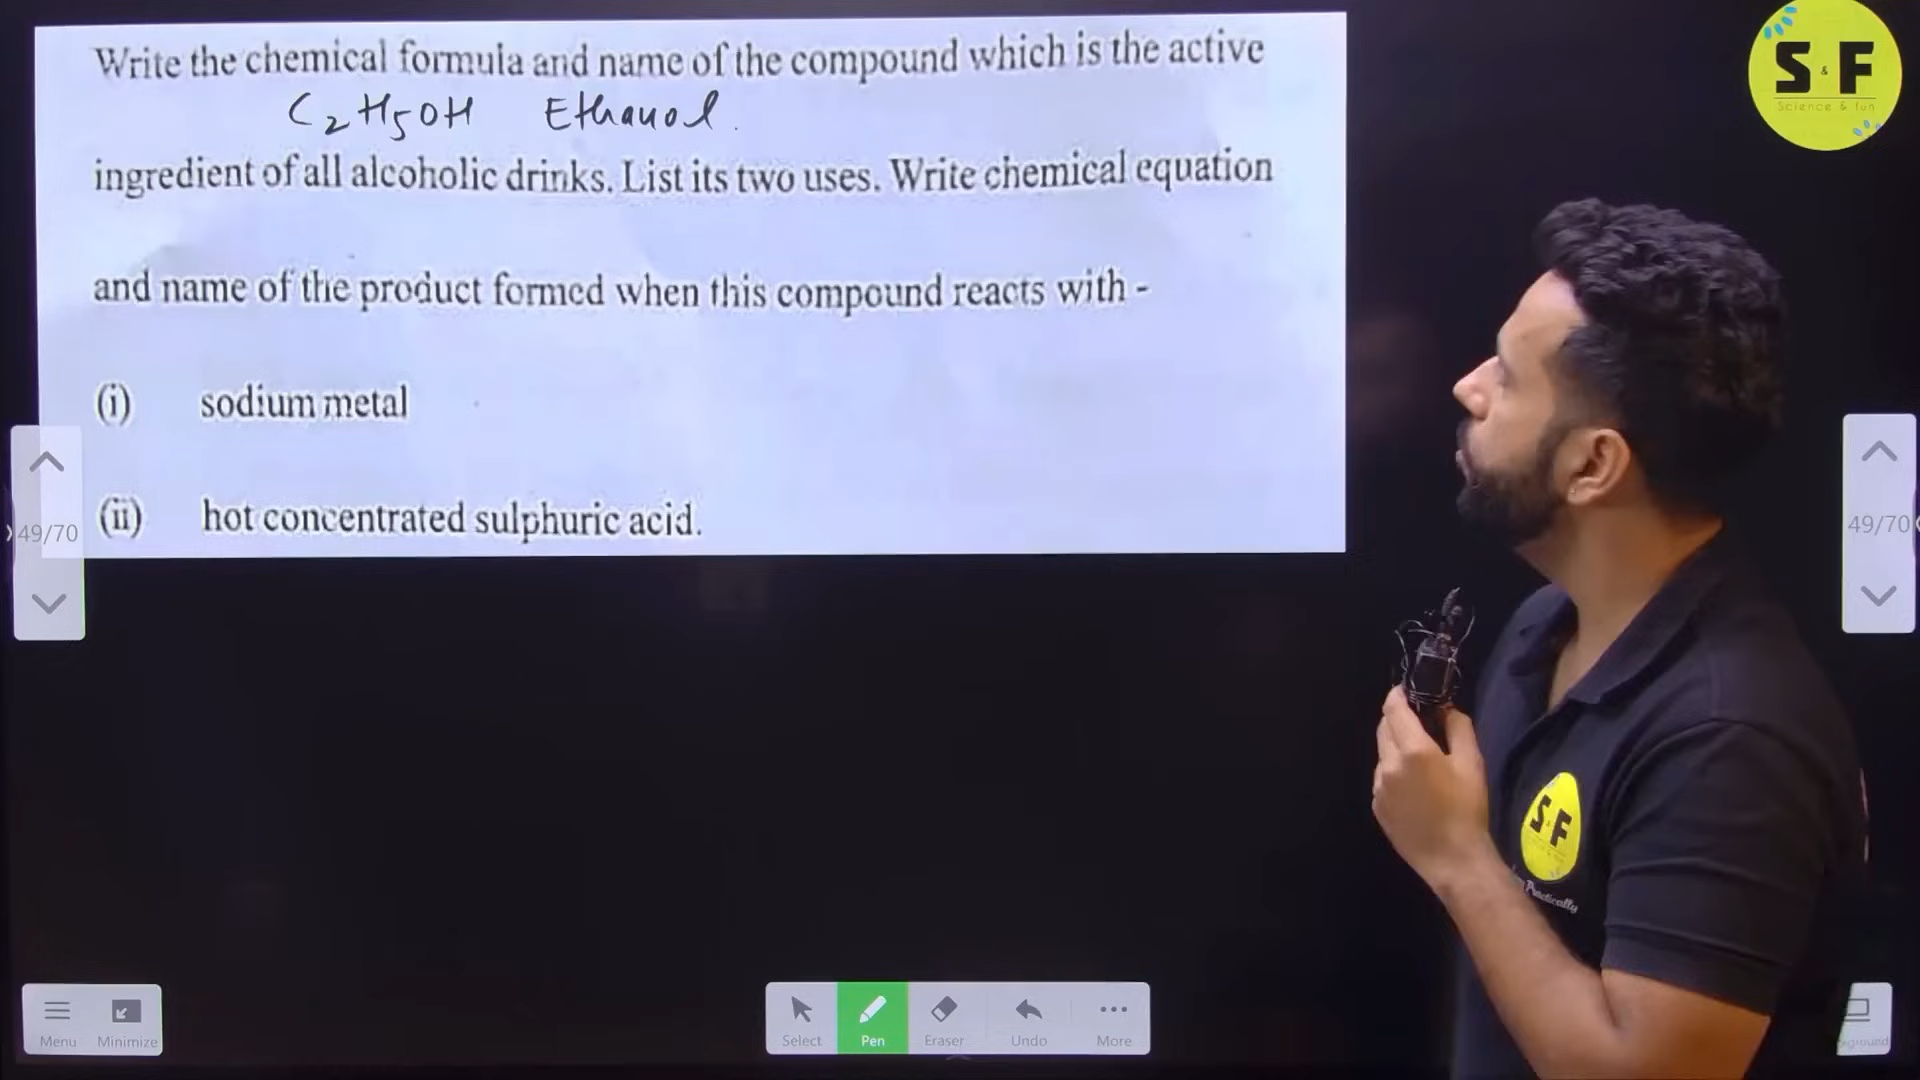 Write the chemical formula and name of the compound which is the active
C2H5OH Ethanol.
ingredient of all alcoholic drinks. List its two uses. Write chemical equation
and name of the product formed when this compound reacts with -
(i) sodium metal
(ii) hot concentrated sulphuric acid.
49/70
49/70
S&F
Science & fun
S&F
Practically
Menu
Minimize
Select
Pen
Eraser
Undo
More